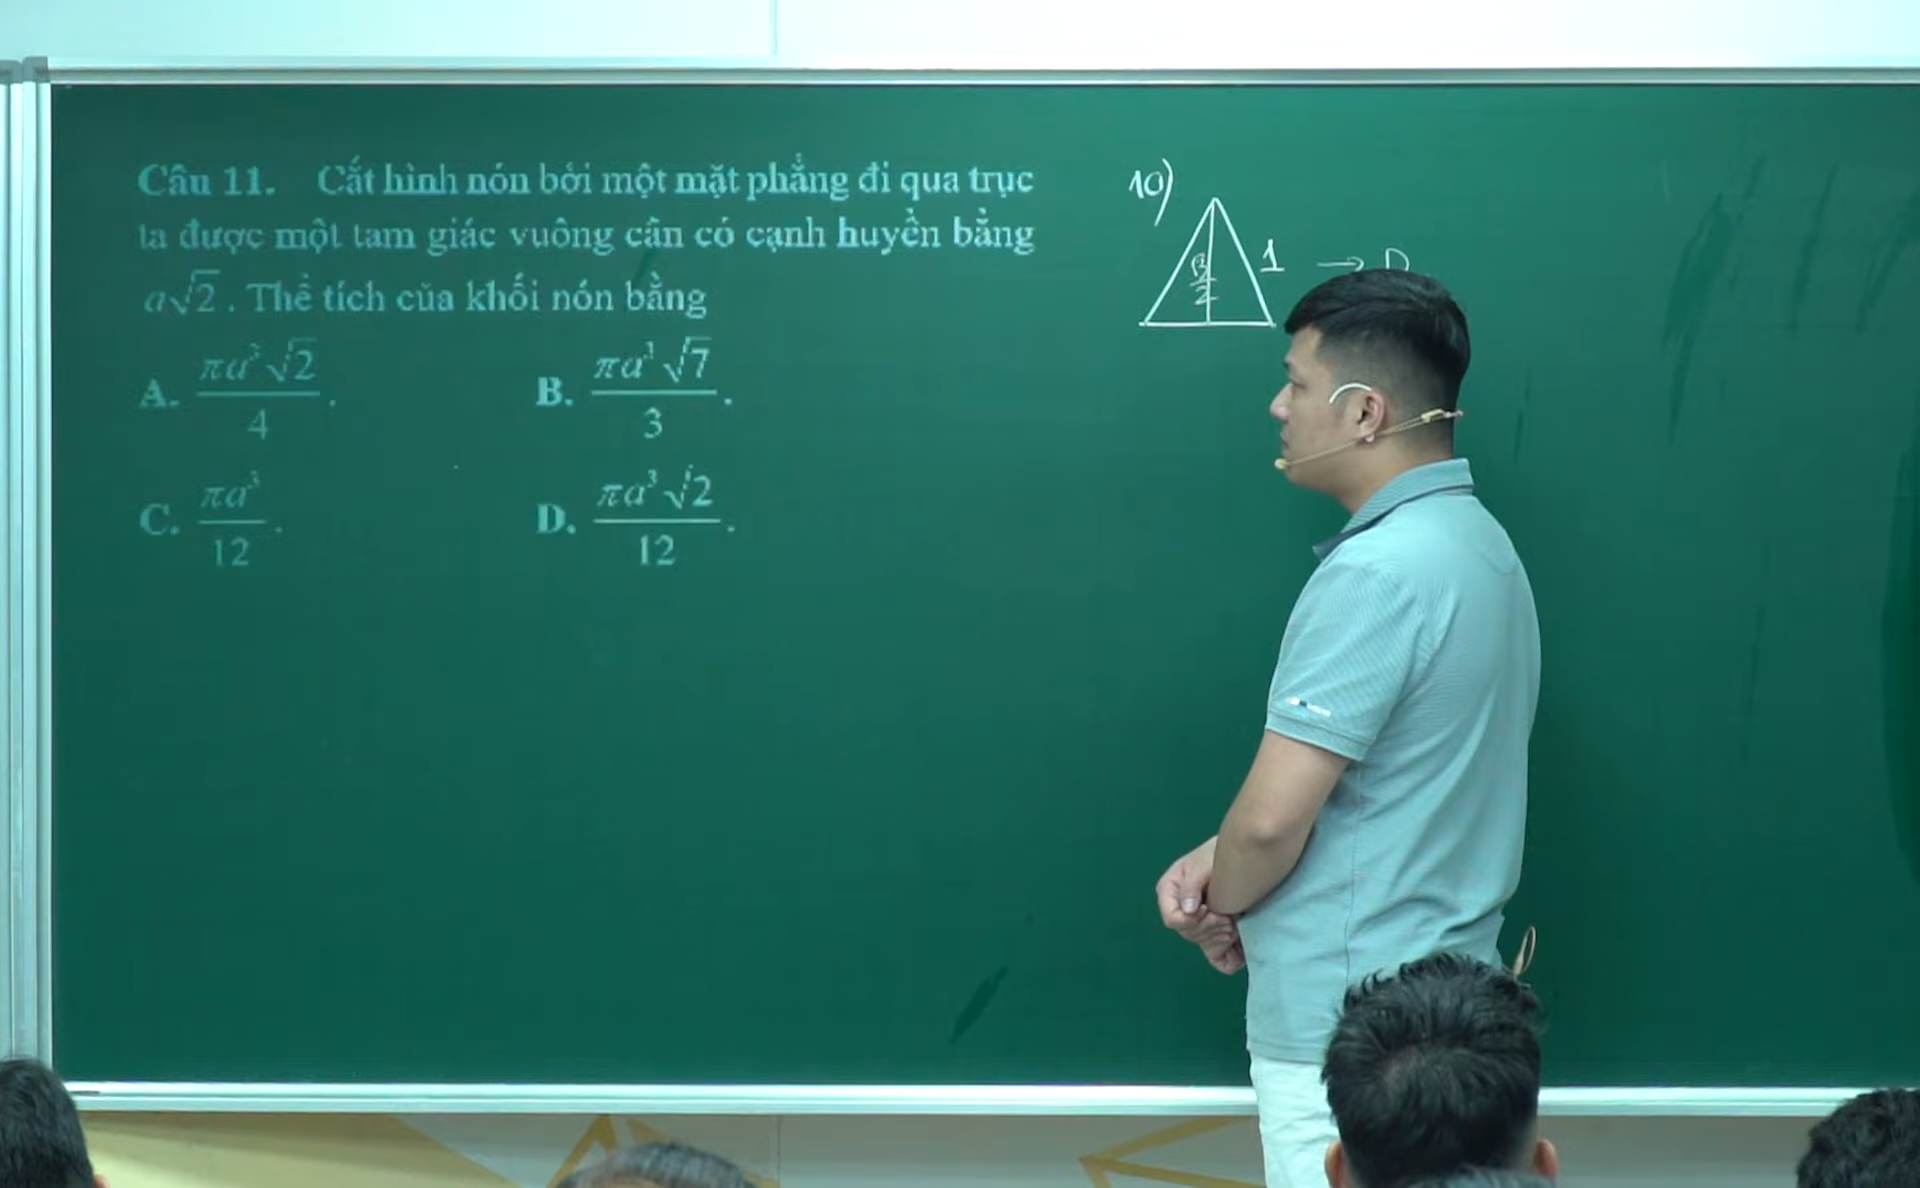 Câu 11. Cắt hình nón bởi một mặt phẳng đi qua trục
ta được một tam giác vuông cân có cạnh huyền bằng
a√2. Thể tích của khối nón bằng
A. πa³√2/4.
B. πa³√7/3.
C. πa³/12.
D. πa³√2/12.
10)
√3/2
1 →